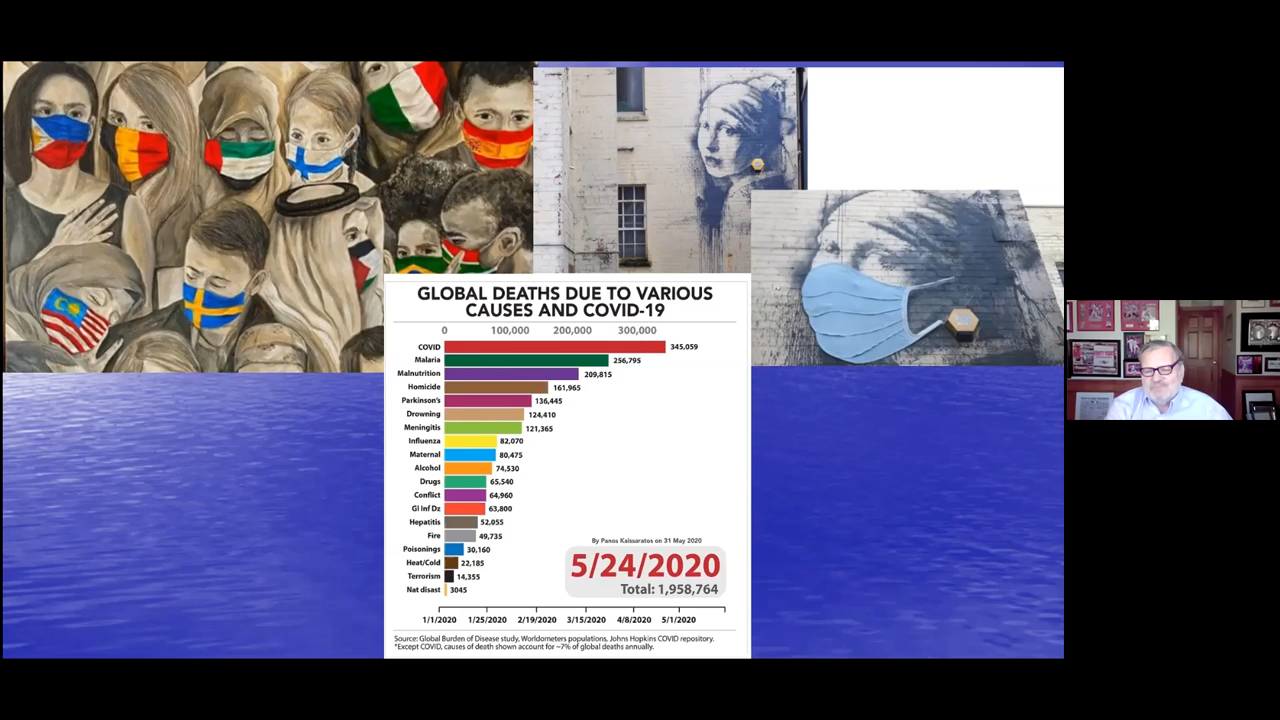 GLOBAL DEATHS DUE TO VARIOUS
CAUSES AND COVID-19
0 100,000 200,000 300,000
COVID 345,059
Malaria 256,795
Malnutrition 209,815
Homicide 161,965
Parkinson's 136,445
Drowning 124,410
Meningitis 121,365
Influenza 82,070
Maternal 80,475
Alcohol 74,530
Drugs 65,540
Conflict 64,960
GI Inf Dz 63,800
Hepatitis 52,055
Fire 49,735
Poisonings 30,160
Heat/Cold 22,185
Terrorism 14,355
Nat disast 3045
By Panos Kaissaratos on 31 May 2020
5/24/2020
Total: 1,958,764
1/1/2020 1/25/2020 2/19/2020 3/15/2020 4/8/2020 5/1/2020
Source: Global Burden of Disease study, Worldometers populations, Johns Hopkins COVID repository.
*Except COVID, causes of death shown account for ~7% of global deaths annually.